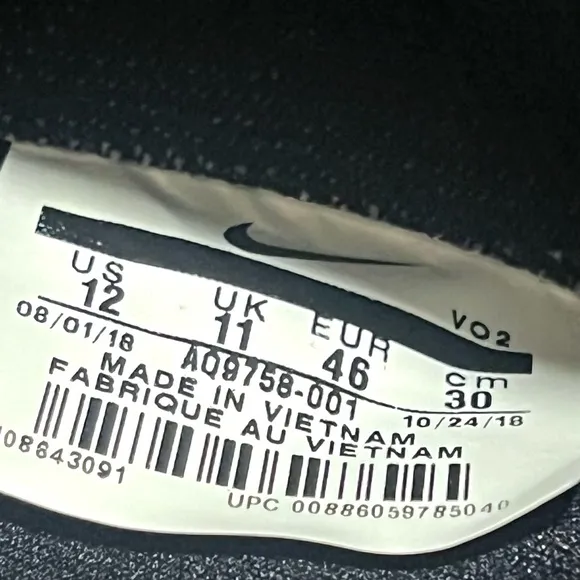 US UK EUR cm VO2
12 11 46 30
08/01/18 AQ9758-001 10/24/18
MADE IN VIETNAM
FABRIQUE AU VIETNAM
08643091
UPC 00886059785040